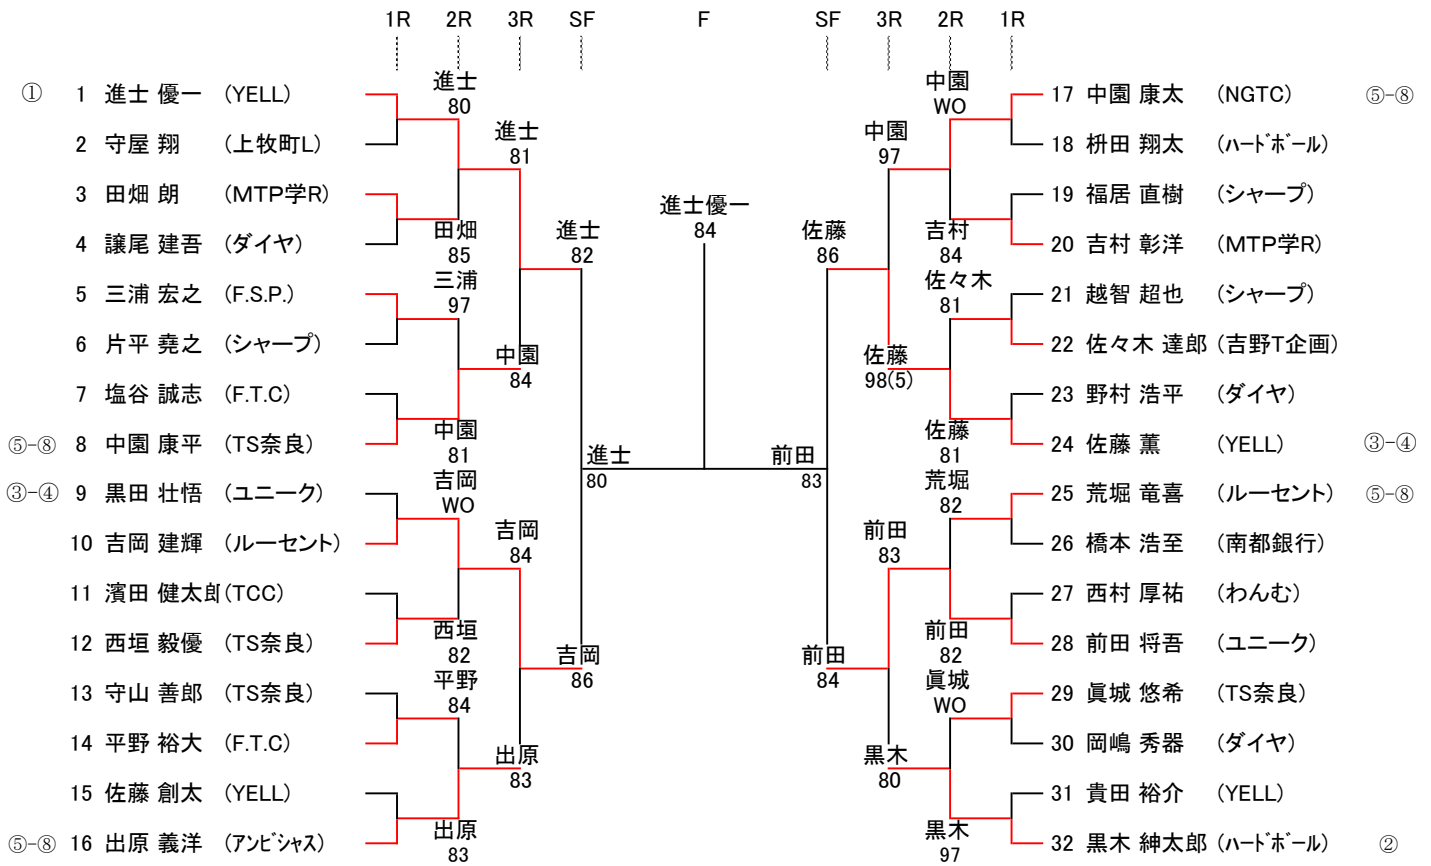 1R 2R 3R SF F SF 3R 2R 1R
進士 中園
① 1 進士 優一 (YELL) 80 WO 17 中園 康太 (NGTC) ⑤-⑧
進士 中園
2 守屋 翔 (上牧町L) 81 97 18 枡田 翔太 (ハードボール)
3 田畑 朗 (MTP学R) 19 福居 直樹 (シャープ)
進士優一
田畑 進士 84 佐藤 吉村
4 譲尾 建吾 (ダイヤ) 85 82 86 84 20 吉村 彰洋 (MTP学R)
三浦 佐々木
5 三浦 宏之 (F.S.P.) 97 81 21 越智 超也 (シャープ)
6 片平 堯之 (シャープ) 中園 佐藤 22 佐々木 達郎 (吉野T企画)
84 98(5)
7 塩谷 誠志 (F.T.C) 23 野村 浩平 (ダイヤ)
中園 佐藤
⑤-⑧ 8 中園 康平 (TS奈良) 81 81 24 佐藤 薫 (YELL) ③-④
進士 前田
吉岡 80 83 荒堀
③-④ 9 黒田 壮悟 (ユニーク) WO 82 25 荒堀 竜喜 (ルーセント) ⑤-⑧
吉岡 前田
10 吉岡 建輝 (ルーセント) 84 83 26 橋本 浩至 (南都銀行)
11 濱田 健太郎 (TCC) 27 西村 厚祐 (わんむ)
西垣 前田
12 西垣 毅優 (TS奈良) 82 82 28 前田 将吾 (ユニーク)
吉岡 前田
平野 86 84 眞城
13 守山 善郎 (TS奈良) 84 WO 29 眞城 悠希 (TS奈良)
14 平野 裕大 (F.T.C) 出原 黒木 30 岡嶋 秀器 (ダイヤ)
83 80
15 佐藤 創太 (YELL) 31 貴田 裕介 (YELL)
出原 黒木
⑤-⑧ 16 出原 義洋 (アンビシャス) 83 97 32 黒木 紳太郎 (ハードボール) ②